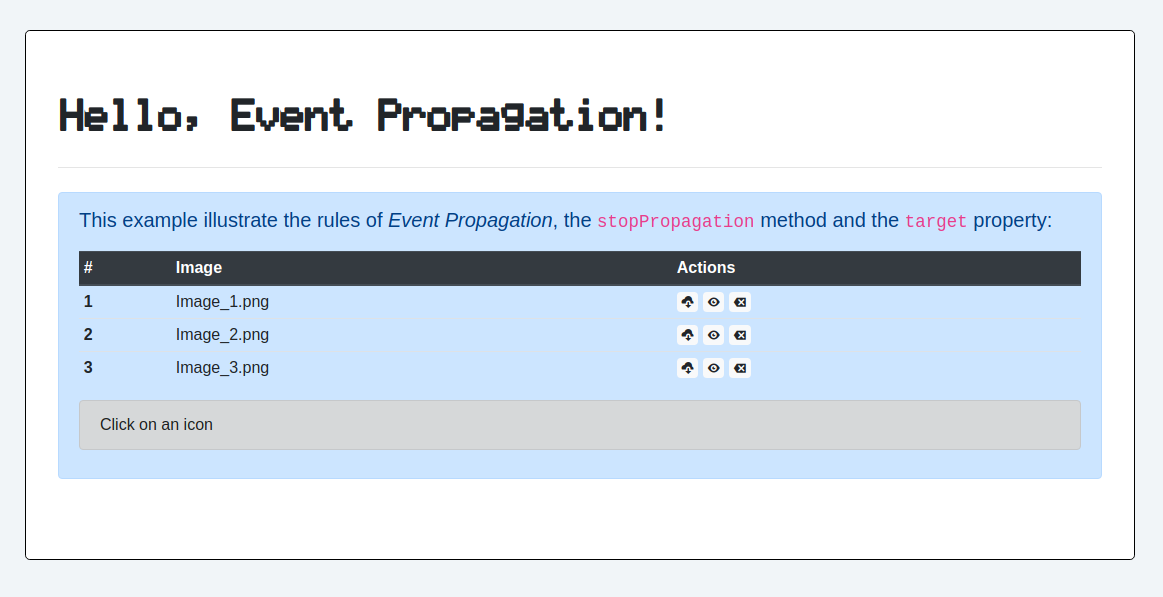 Hello, Event Propagation!
This example illustrate the rules of Event Propagation, the stopPropagation method and the target property:
# Image Actions
1 Image_1.png
2 Image_2.png
3 Image_3.png
Click on an icon